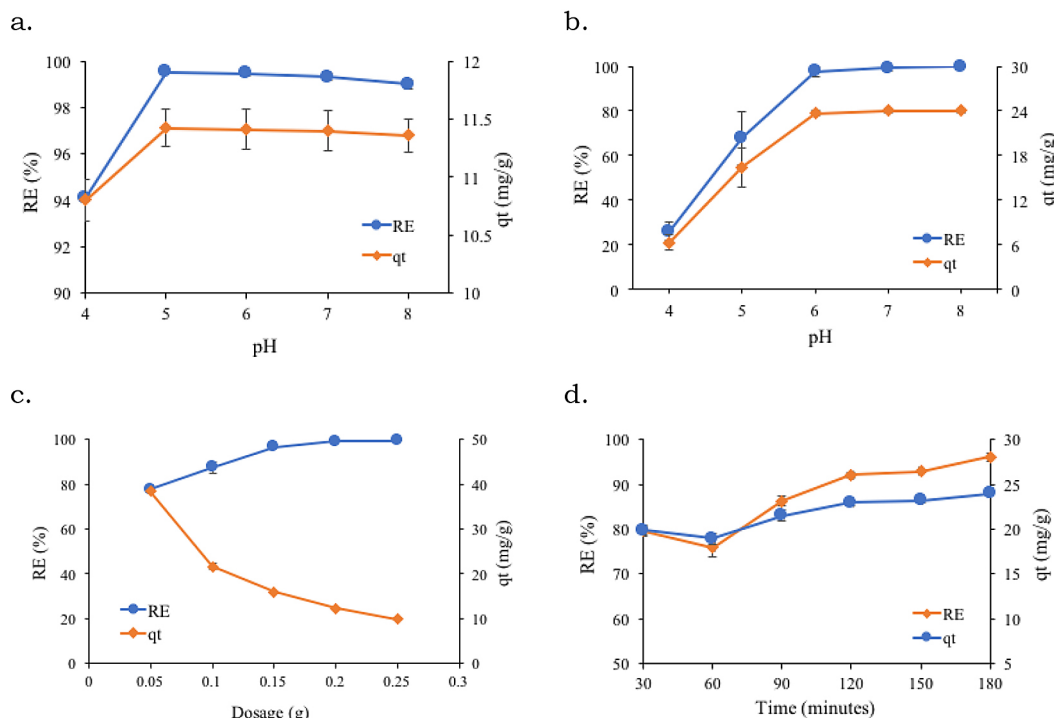 a.
RE (%)
100
98
96
94
92
90
12
11.5
11
10.5
10
qt (mg/g)
RE
qt
4 5 6 7 8
pH
b.
RE (%)
100
80
60
40
20
0
30
24
18
12
6
0
qt (mg/g)
RE
qt
4 5 6 7 8
pH
c.
RE (%)
100
80
60
40
20
0
50
40
30
20
10
0
qt (mg/g)
RE
qt
0 0.05 0.1 0.15 0.2 0.25 0.3
Dosage (g)
d.
RE (%)
100
90
80
70
60
50
30
25
20
15
10
5
qt (mg/g)
RE
qt
30 60 90 120 150 180
Time (minutes)